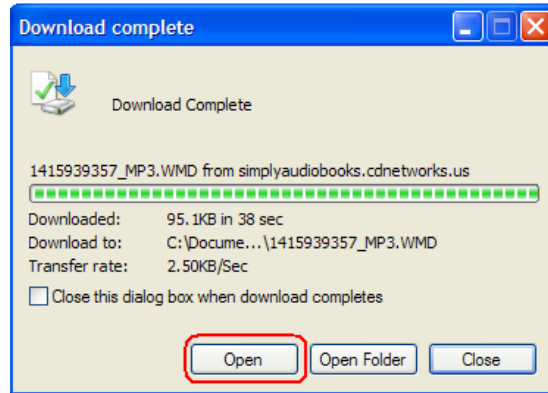 Download complete
Download Complete
1415939357_MP3.WMD from simplyaudiobooks.cdnetworks.us
Downloaded: 95.1KB in 38 sec
Download to: C:\Docume...\1415939357_MP3.WMD
Transfer rate: 2.50KB/Sec
Close this dialog box when download completes
Open Open Folder Close